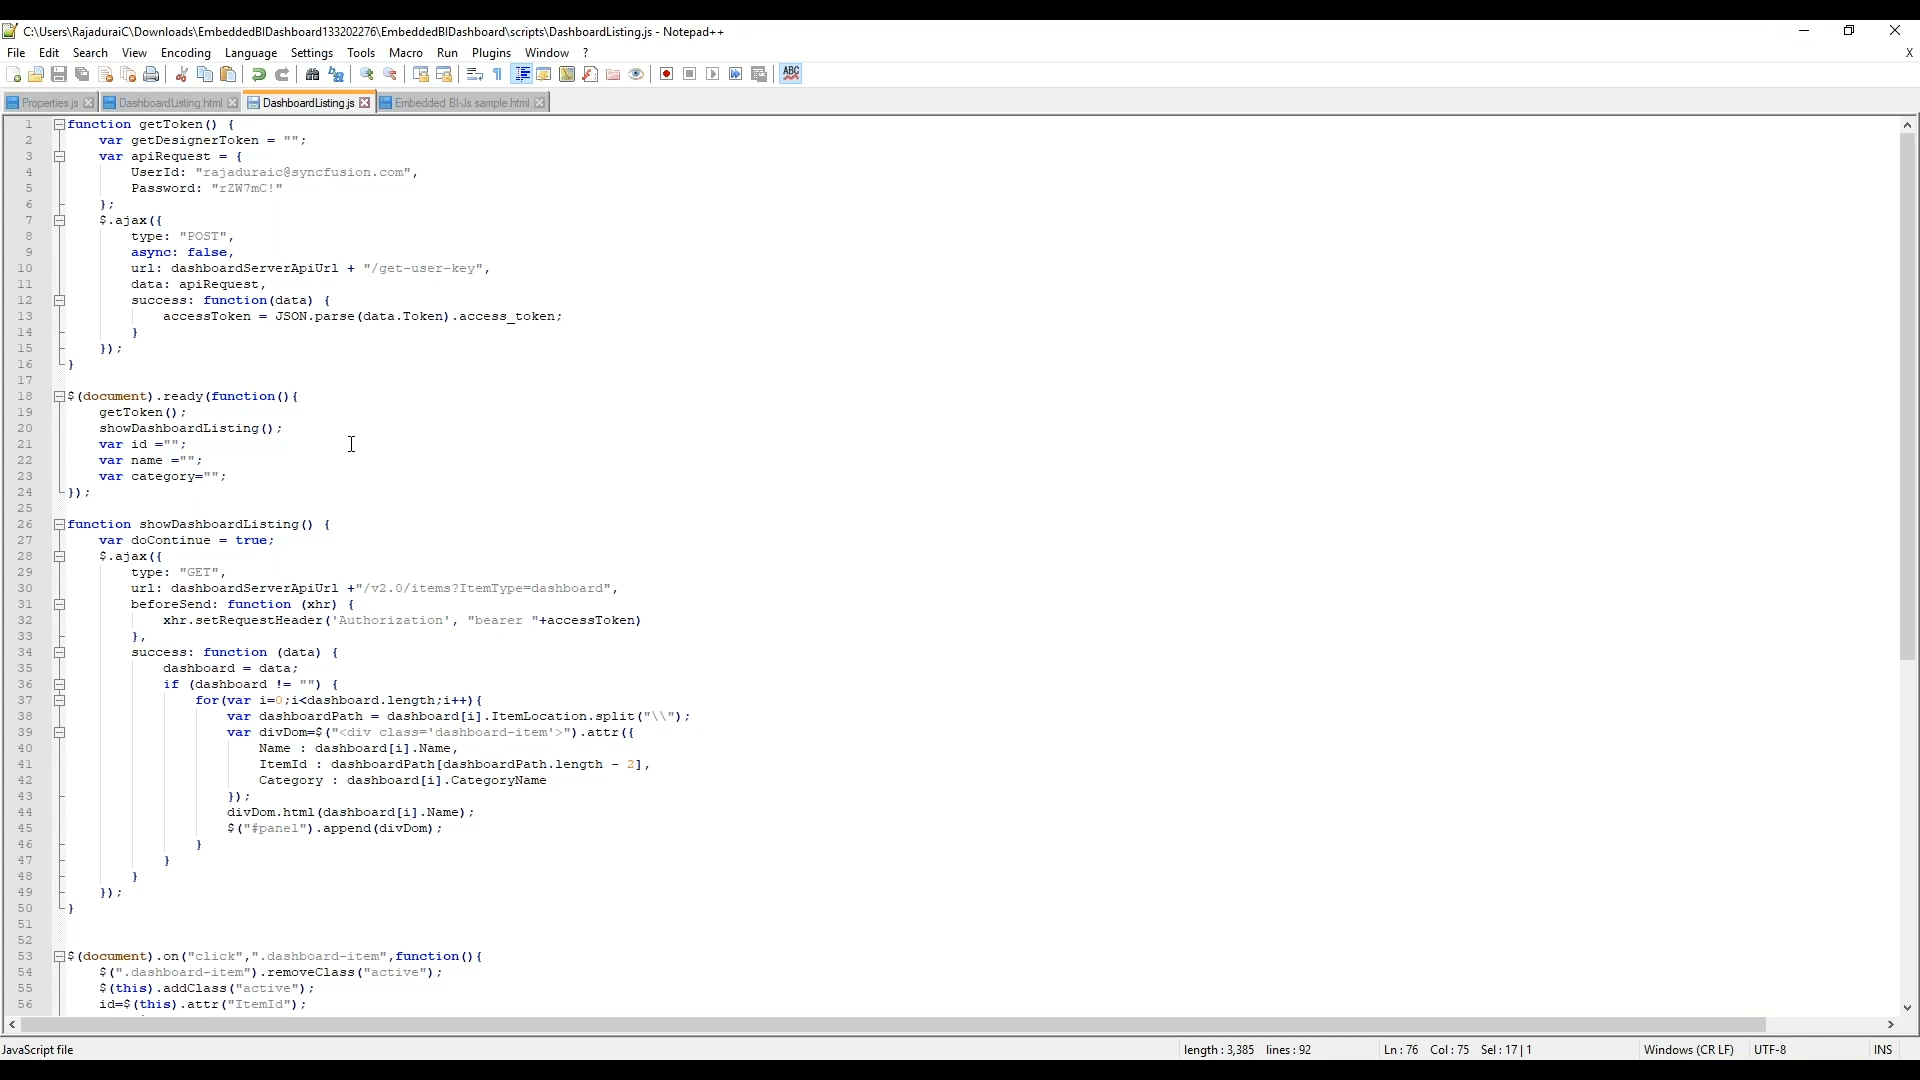 C:\Users\RajaduraiC\Downloads\EmbeddedBIDashboard133202276\EmbeddedBIDashboard\scripts\DashboardListing.js - Notepad++
File Edit Search View Encoding Language Settings Tools Macro Run Plugins Window ? X
Properties.js DashboardListing.html DashboardListing.js Embedded BI-Js sample.html
1 function getToken() {
2 var getDesignerToken = "";
3 var apiRequest = {
4 UserId: "rajaduraic@syncfusion.com",
5 Password: "rZW7mC!"
6 };
7 $.ajax({
8 type: "POST",
9 async: false,
10 url: dashboardServerApiUrl + "/get-user-key",
11 data: apiRequest,
12 success: function(data) {
13 accessToken = JSON.parse(data.Token).access_token;
14 }
15 });
16 }
17
18 $(document).ready(function(){
19 getToken();
20 showDashboardListing();
21 var id ="";
22 var name ="";
23 var category="";
24 });
25
26 function showDashboardListing() {
27 var doContinue = true;
28 $.ajax({
29 type: "GET",
30 url: dashboardServerApiUrl +"/v2.0/items?ItemType=dashboard",
31 beforeSend: function (xhr) {
32 xhr.setRequestHeader('Authorization', "bearer "+accessToken)
33 },
34 success: function (data) {
35 dashboard = data;
36 if (dashboard != "") {
37 for(var i=0;i<dashboard.length;i++){
38 var dashboardPath = dashboard[i].ItemLocation.split("\\");
39 var divDom=$("<div class='dashboard-item'>").attr({
40 Name : dashboard[i].Name,
41 ItemId : dashboardPath[dashboardPath.length - 2],
42 Category : dashboard[i].CategoryName
43 });
44 divDom.html(dashboard[i].Name);
45 $("#panel").append(divDom);
46 }
47 }
48 }
49 });
50 }
51
52
53 $(document).on("click",".dashboard-item",function(){
54 $(".dashboard-item").removeClass("active");
55 $(this).addClass("active");
56 id=$(this).attr("ItemId");
JavaScript file length : 3,385 lines : 92 Ln : 76 Col : 75 Sel : 17 | 1 Windows (CR LF) UTF-8 INS